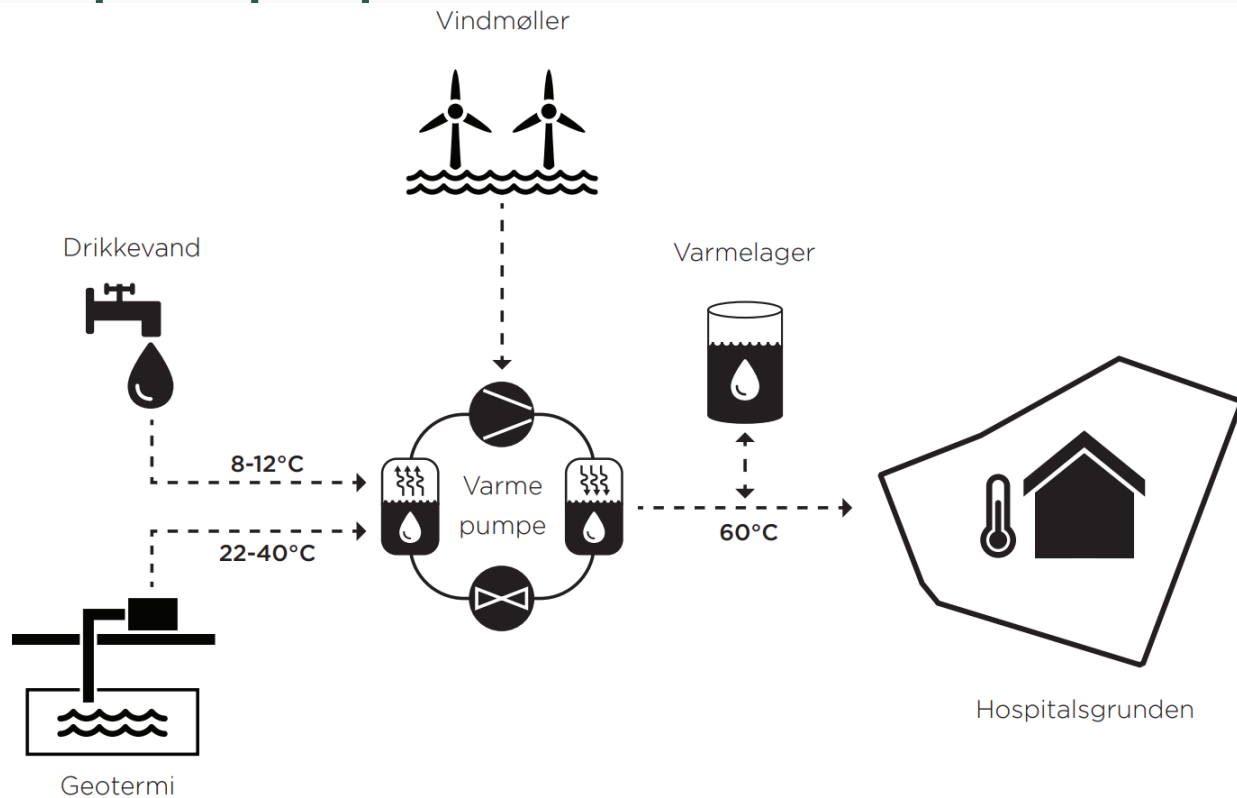 Vindmøller
Drikkevand
Varmelager
8-12°C
Varme
pumpe
22-40°C
60°C
Hospitalsgrunden
Geotermi